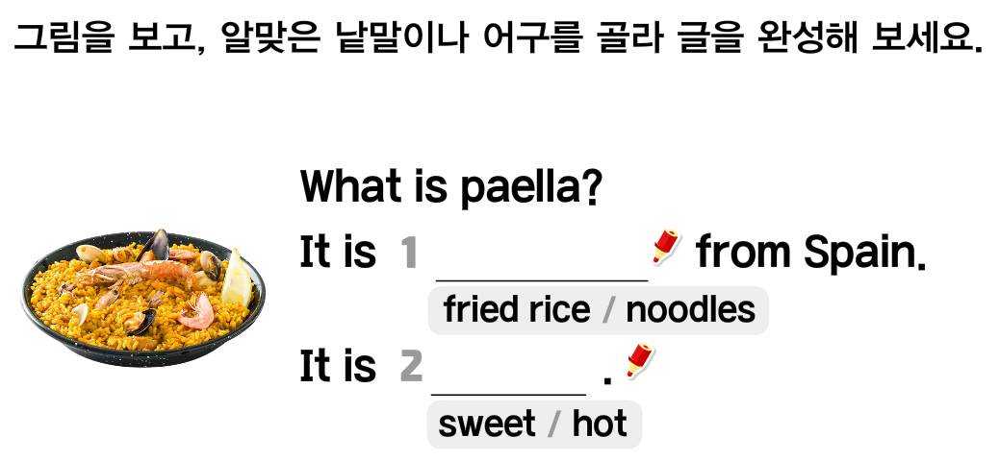 그림을 보고, 알맞은 낱말이나 어구를 골라 글을 완성해 보세요.
What is paella?
It is 1 ____________ from Spain.
fried rice / noodles
It is 2 _________ .
sweet / hot